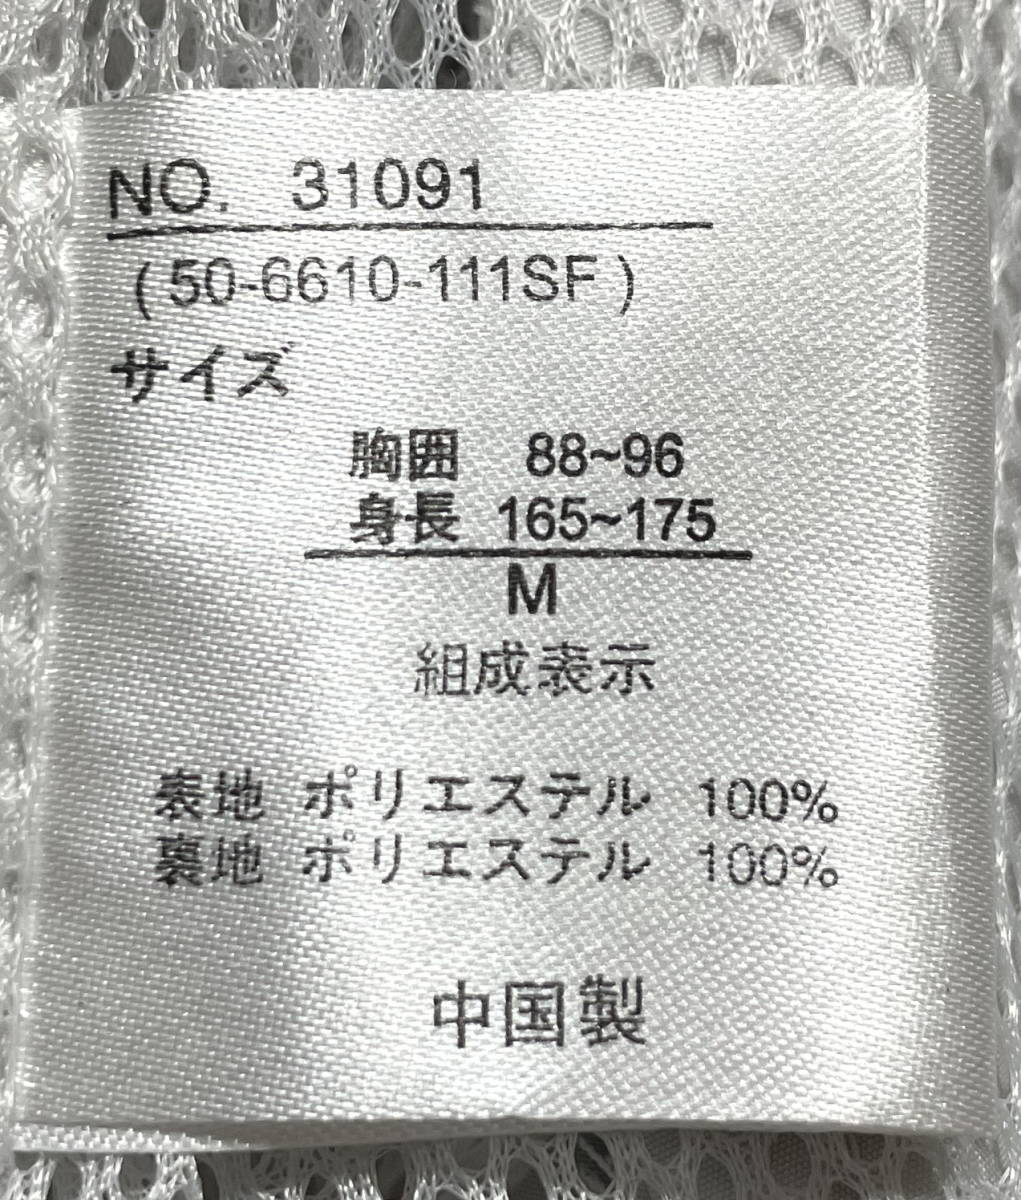 NO. 31091
(50-6610-111SF)
サイズ
胸囲 88~96
身長 165~175
M
組成表示
表地 ポリエステル 100%
裏地 ポリエステル 100%
中国製